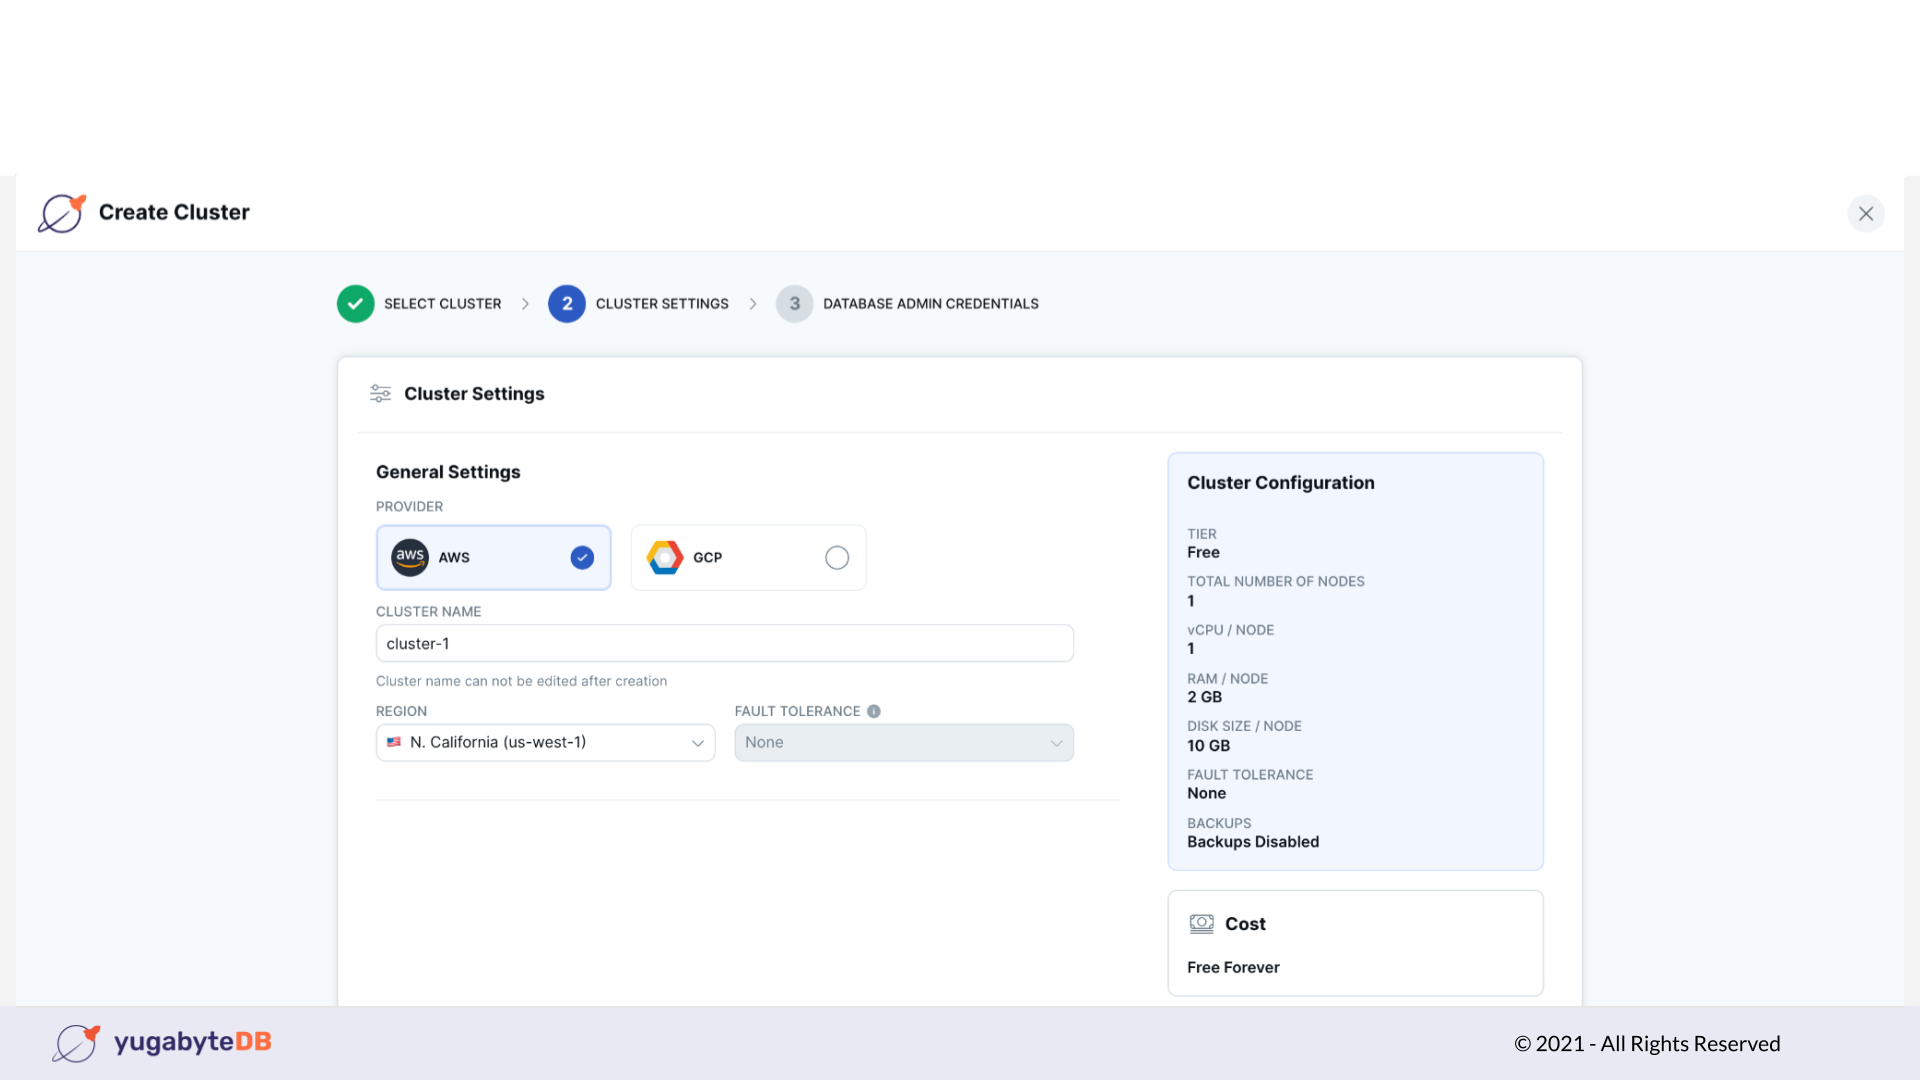 Create Cluster
SELECT CLUSTER
2 CLUSTER SETTINGS
3 DATABASE ADMIN CREDENTIALS
Cluster Settings
General Settings
PROVIDER
aws AWS
GCP
CLUSTER NAME
cluster-1
Cluster name can not be edited after creation
REGION
N. California (us-west-1)
FAULT TOLERANCE
None
Cluster Configuration
TIER
Free
TOTAL NUMBER OF NODES
1
vCPU / NODE
1
RAM / NODE
2 GB
DISK SIZE / NODE
10 GB
FAULT TOLERANCE
None
BACKUPS
Backups Disabled
Cost
Free Forever
yugabyteDB
© 2021 - All Rights Reserved